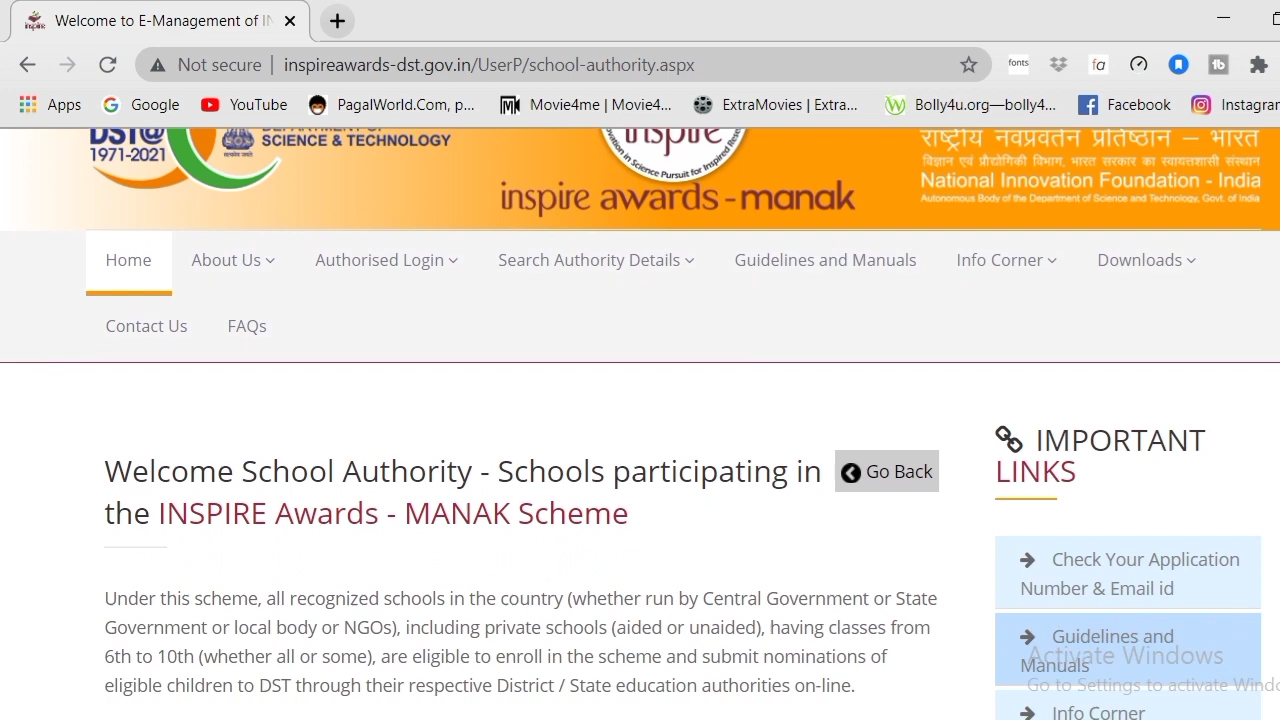 Welcome to E-Management of IN
Not secure | inspireawards-dst.gov.in/UserP/school-authority.aspx
fonts
Apps Google YouTube PagalWorld.Com, p... Movie4me | Movie4... ExtraMovies | Extra... Bolly4u.org—bolly4... Facebook Instagram
DST@
1971-2021
DEPARTMENT OF
SCIENCE & TECHNOLOGY
inspire
inspire awards - manak
राष्ट्रीय नवप्रवर्तन प्रतिष्ठान – भारत
विज्ञान एवं प्रौद्योगिकी विभाग, भारत सरकार का स्वायत्तशासी संस्थान
National Innovation Foundation - India
Autonomous Body of the Department of Science and Technology, Govt. of India
Home About Us Authorised Login Search Authority Details Guidelines and Manuals Info Corner Downloads
Contact Us FAQs
Welcome School Authority - Schools participating in
the INSPIRE Awards - MANAK Scheme
Go Back
Under this scheme, all recognized schools in the country (whether run by Central Government or State
Government or local body or NGOs), including private schools (aided or unaided), having classes from
6th to 10th (whether all or some), are eligible to enroll in the scheme and submit nominations of
eligible children to DST through their respective District / State education authorities on-line.
IMPORTANT
LINKS
Check Your Application
Number & Email id
Guidelines and
Manuals
Info Corner
Activate Windows
Go to Settings to activate Windo